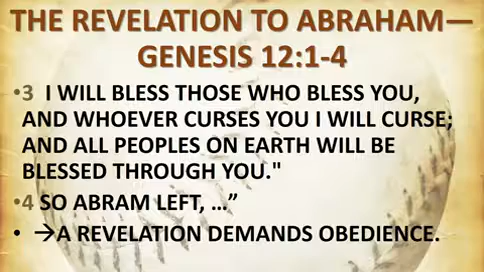 THE REVELATION TO ABRAHAM—
GENESIS 12:1-4
•3 I WILL BLESS THOSE WHO BLESS YOU,
AND WHOEVER CURSES YOU I WILL CURSE;
AND ALL PEOPLES ON EARTH WILL BE
BLESSED THROUGH YOU."
•4 SO ABRAM LEFT, …”
• →A REVELATION DEMANDS OBEDIENCE.